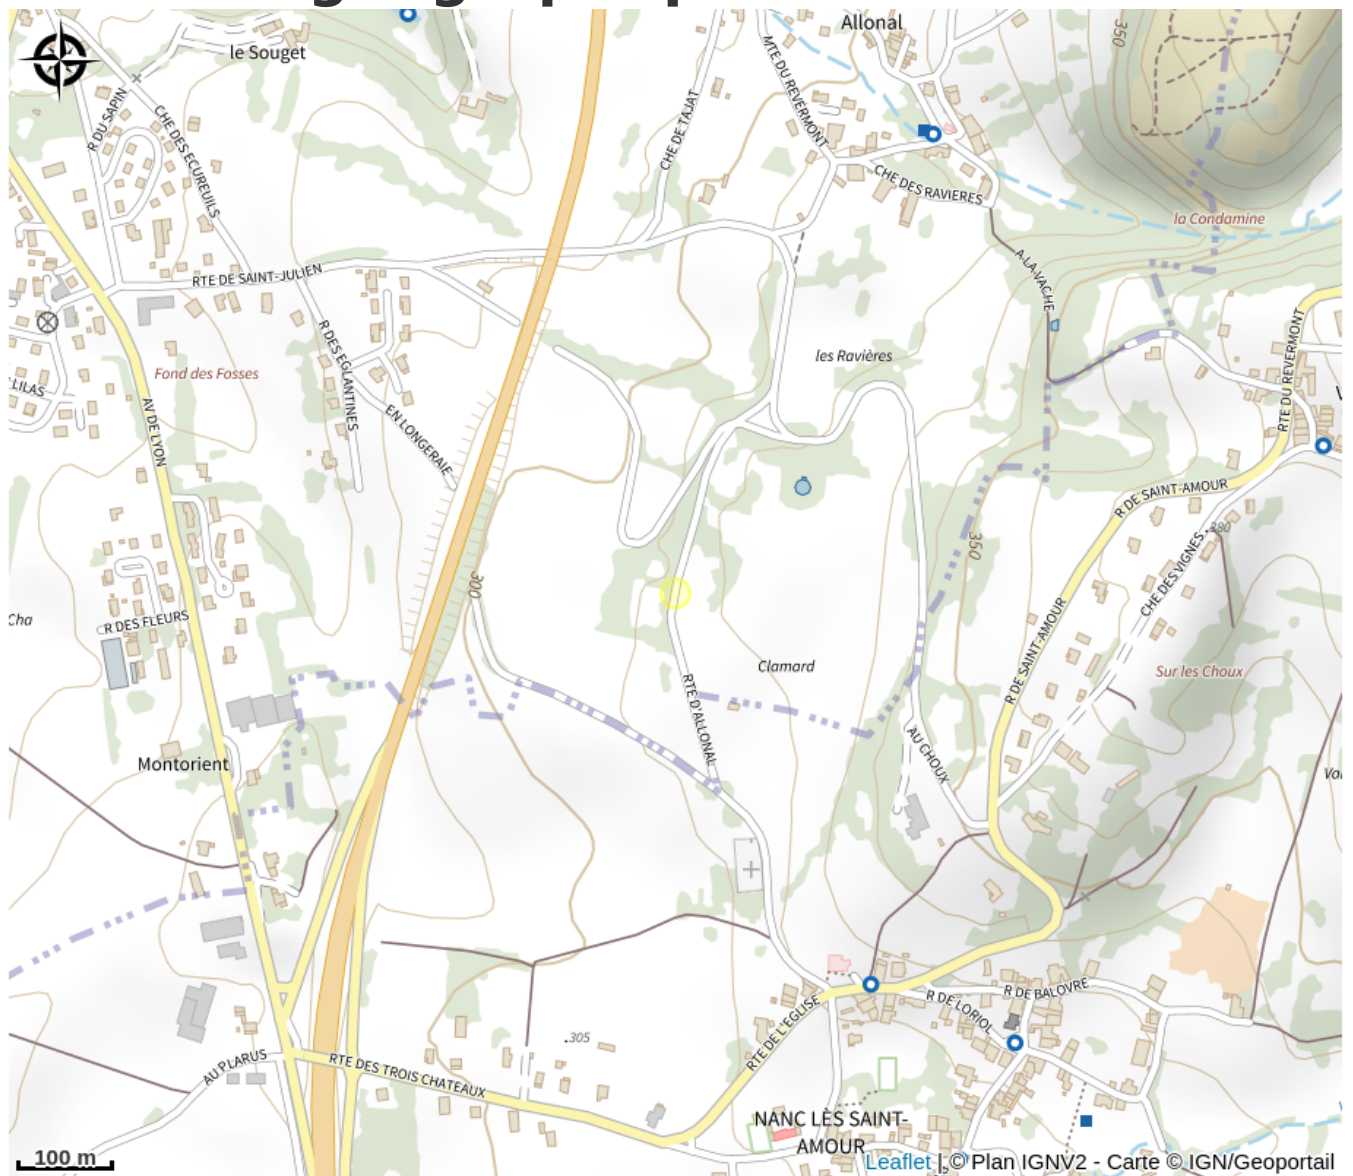 Allonal
350
le Souget
MTE DU REVERMONT
R DU SAPIN
CHE DES ECUREUILS
CHE DE TAJAT
CHE DES RAVIERES
la Condamine
A LA VACHE
RTE DE SAINT-JULIEN
R DES EGLANTINES
les Ravières
RTE DU REVERMONT
Fond des Fosses
LILAS
AV DE LYON
EN LONGERAIE
R DE SAINT-AMOUR
350
380
CHE DES VIGNES
300
Cha
R DES FLEURS
R DE SAINT-AMOUR
Clamard
Sur les Choux
RTE D'ALLONAL
AU CHOUX
Montorient
Val
R DE BALOVRE
R DE LORIOL
RTE DE L'EGLISE
305
AU PLARUS
RTE DES TROIS CHATEAUX
NANC LÈS SAINT-
AMOUR
100 m
Leaflet | © Plan IGNV2 - Carte © IGN/Geoportail